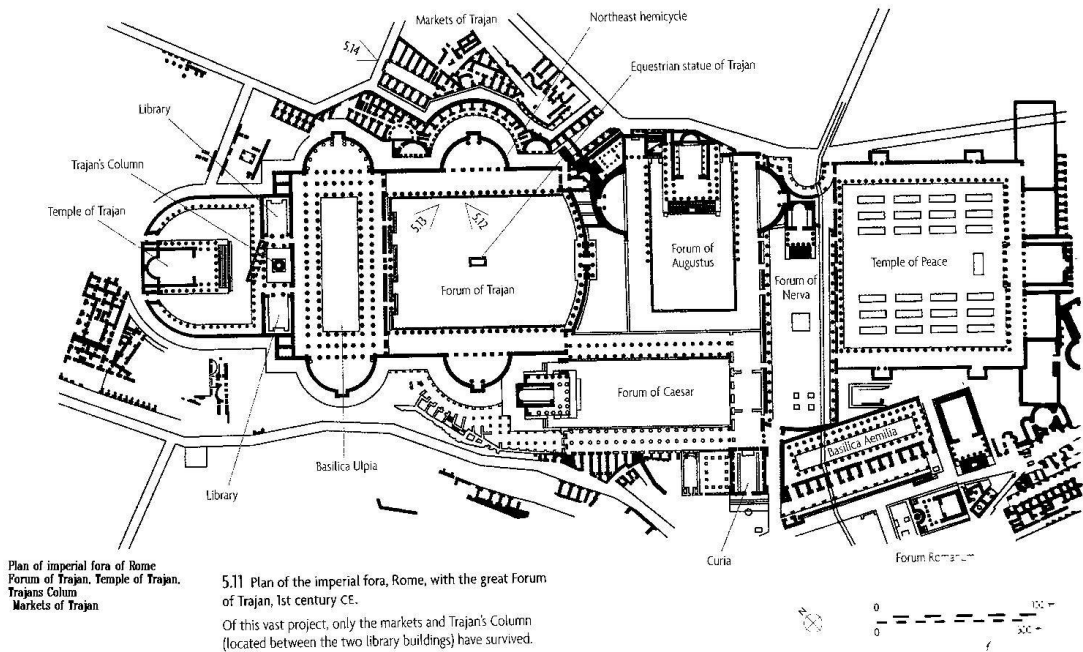 Markets of Trajan
Northeast hemicycle
5.14
Equestrian statue of Trajan
Library
Trajan's Column
Temple of Trajan
5.13
5.12
Forum of Trajan
Forum of
Augustus
Forum of
Nerva
Temple of Peace
Forum of Caesar
Basilica Aemilia
Basilica Ulpia
Library
Curia
Forum Romanum
Plan of imperial fora of Rome
Forum of Trajan, Temple of Trajan,
Trajans Colum
Markets of Trajan
5.11 Plan of the imperial fora, Rome, with the great Forum
of Trajan, 1st century CE.
Of this vast project, only the markets and Trajan's Column
(located between the two library buildings) have survived.
N
0
100 m
0
300